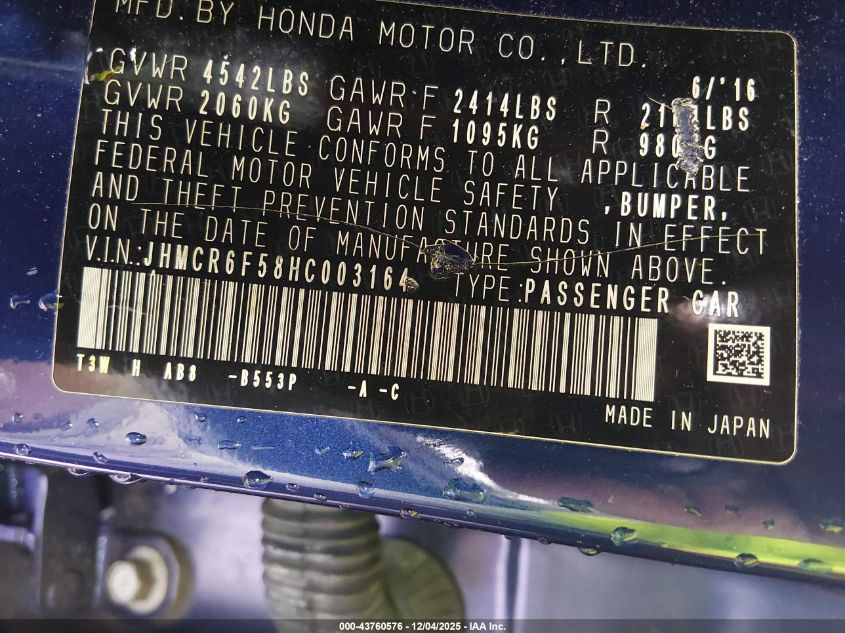 MFD. BY HONDA MOTOR CO.,LTD.
6/'16
GVWR 4542LBS GAWR F 2414LBS R
GVWR 2060KG GAWR F 1095KG R
THIS VEHICLE CONFORMS TO ALL APPLICABLE
FEDERAL MOTOR VEHICLE SAFETY ,BUMPER,
AND THEFT PREVENTION STANDARDS IN EFFECT
ON THE DATE OF MANUFACTURE SHOWN ABOVE.
V.I.N.:JHMCR6F58HC003164 TYPE:PASSENGER CAR
T3W H AB8 -B553P -A -C
MADE IN JAPAN
000-43760576 - 12/04/2025 - IAA Inc.